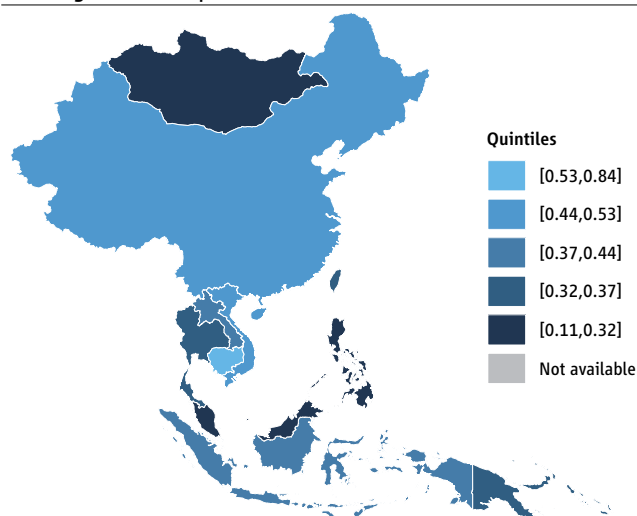 Quintiles
[0.53,0.84]
[0.44,0.53]
[0.37,0.44]
[0.32,0.37]
[0.11,0.32]
Not available